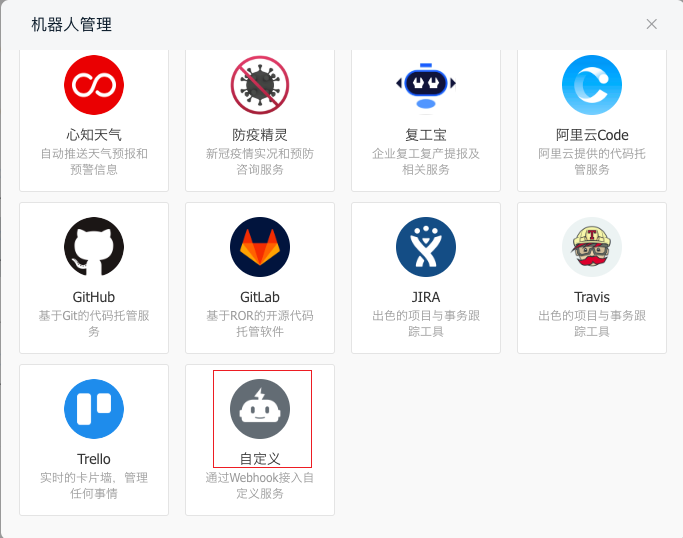 机器人管理
心知天气
自动推送天气预报和
预警信息
防疫精灵
新冠疫情实况和预防
咨询服务
复工宝
企业复工复产提报及
相关服务
阿里云Code
阿里云提供的代码托
管服务
GitHub
基于Git的代码托管服
务
GitLab
基于ROR的开源代码
托管软件
JIRA
出色的项目与事务跟
踪工具
Travis
出色的项目与事务跟
踪工具
Trello
实时的卡片墙，管理
任何事情
自定义
通过Webhook接入自
定义服务